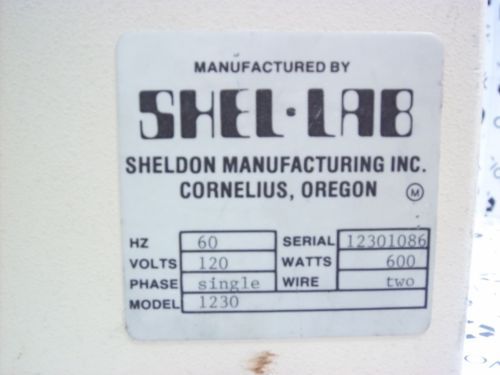 MANUFACTURED BY
SHEL·LAB
SHELDON MANUFACTURING INC.
CORNELIUS, OREGON Ⓜ
HZ 60 SERIAL 12301086
VOLTS 120 WATTS 600
PHASE single WIRE two
MODEL 1230